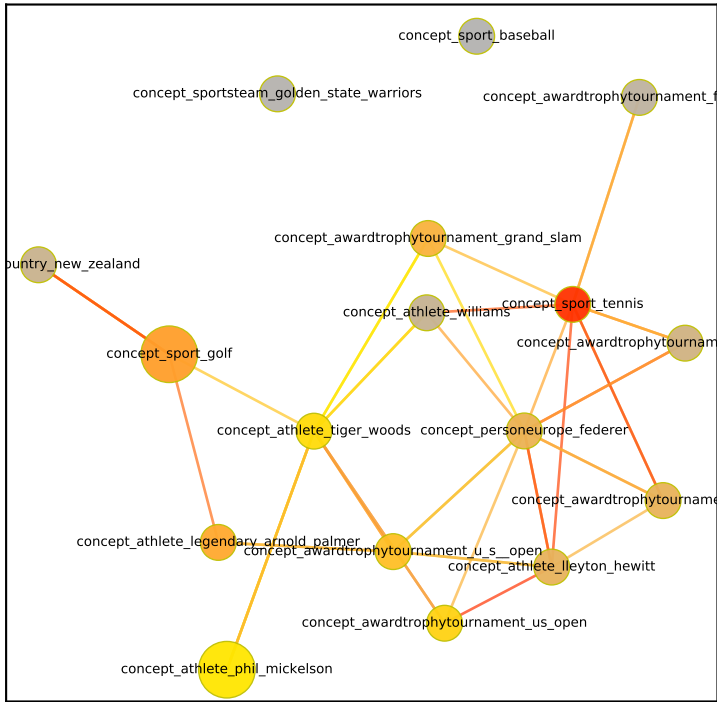 concept_sport_baseball
concept_sportsteam_golden_state_warriors
concept_awardtrophytournament_f
concept_awardtrophytournament_grand_slam
ountry_new_zealand
concept_sport_tennis
concept_athlete_williams
concept_awardtrophytournam
concept_sport_golf
concept_athlete_tiger_woods
concept_personeurope_federer
concept_awardtrophytourname
concept_athlete_legendary_arnold_palmer
concept_awardtrophytournament_u_s__open
concept_athlete_lleyton_hewitt
concept_awardtrophytournament_us_open
concept_athlete_phil_mickelson